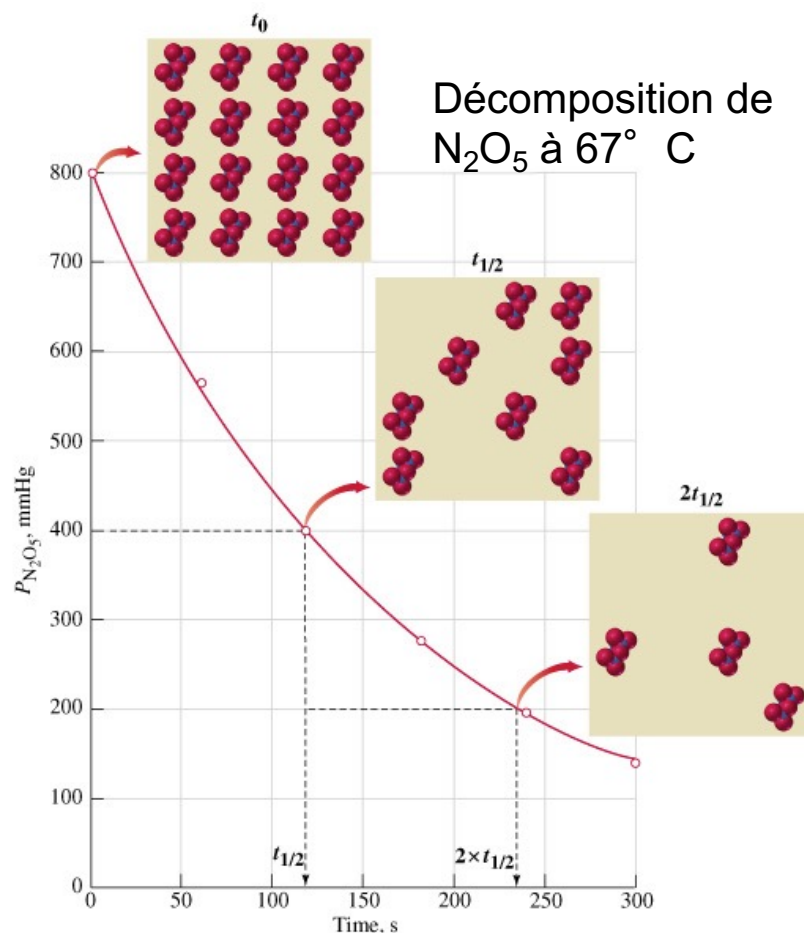 t₀
Décomposition de
N₂O₅ à 67° C
800
700
600
500
400
300
200
100
0
P_N₂O₅, mmHg
t₁/₂
2t₁/₂
t₁/₂
2 × t₁/₂
0
50
100
150
200
250
300
Time, s